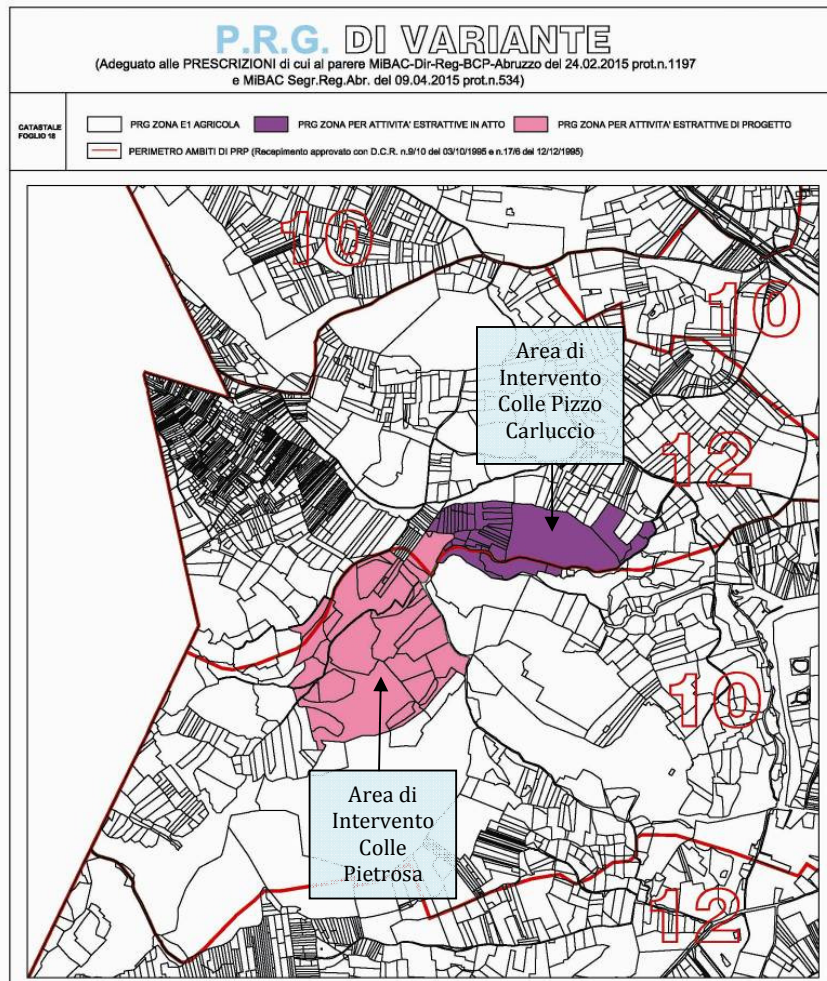 P.R.G. DI VARIANTE
(Adeguato alle PRESCRIZIONI di cui al parere MiBAC-Dir-Reg-BCP-Abruzzo del 24.02.2015 prot.n.1197
e MiBAC Segr.Reg.Abr. del 09.04.2015 prot.n.534)
CATASTALE
FOGLIO 18
PRG ZONA E1 AGRICOLA
PRG ZONA PER ATTIVITA' ESTRATTIVE IN ATTO
PRG ZONA PER ATTIVITA' ESTRATTIVE DI PROGETTO
PERIMETRO AMBITI DI PRP (Recepimento approvato con D.C.R. n.9/10 del 03/10/1995 e n.17/6 del 12/12/1995)
10
10
Area di
Intervento
Colle Pizzo
Carluccio
12
10
Area di
Intervento
Colle
Pietrosa
12